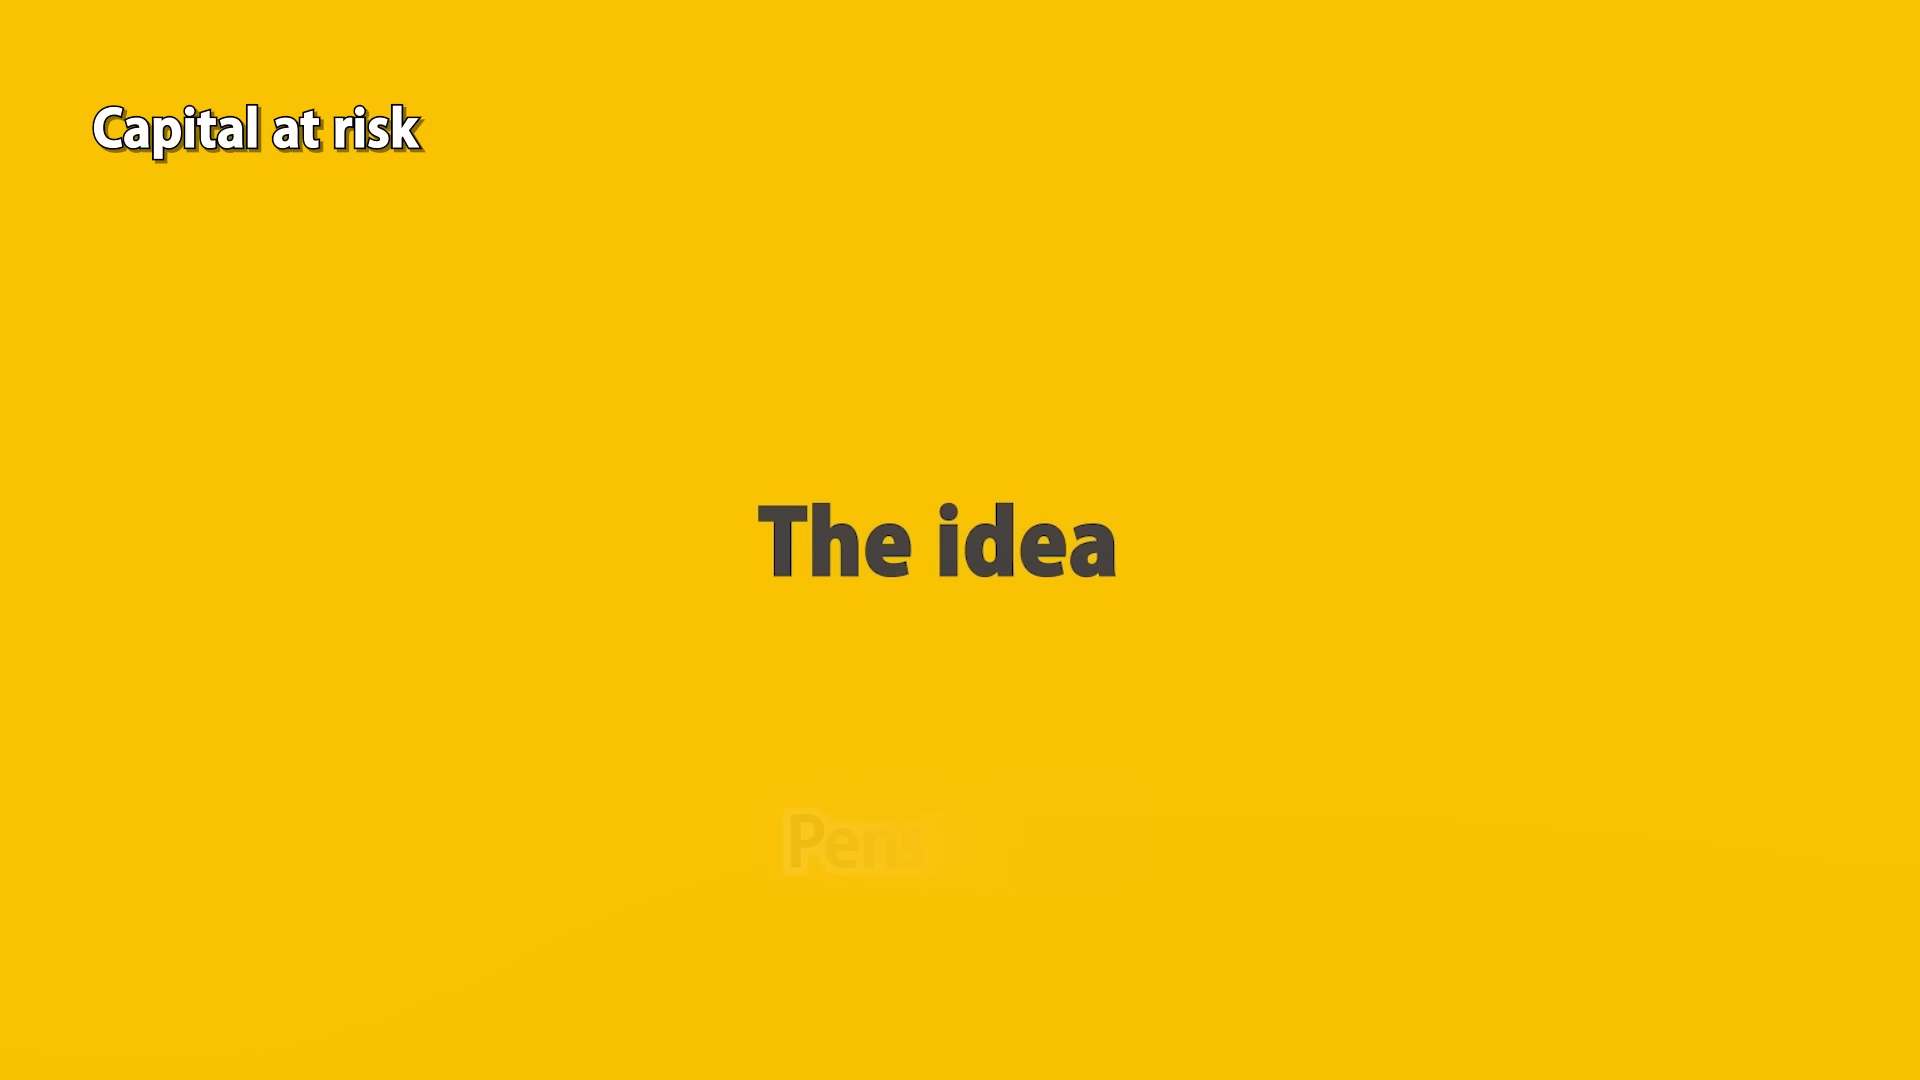 Capital at risk
The idea